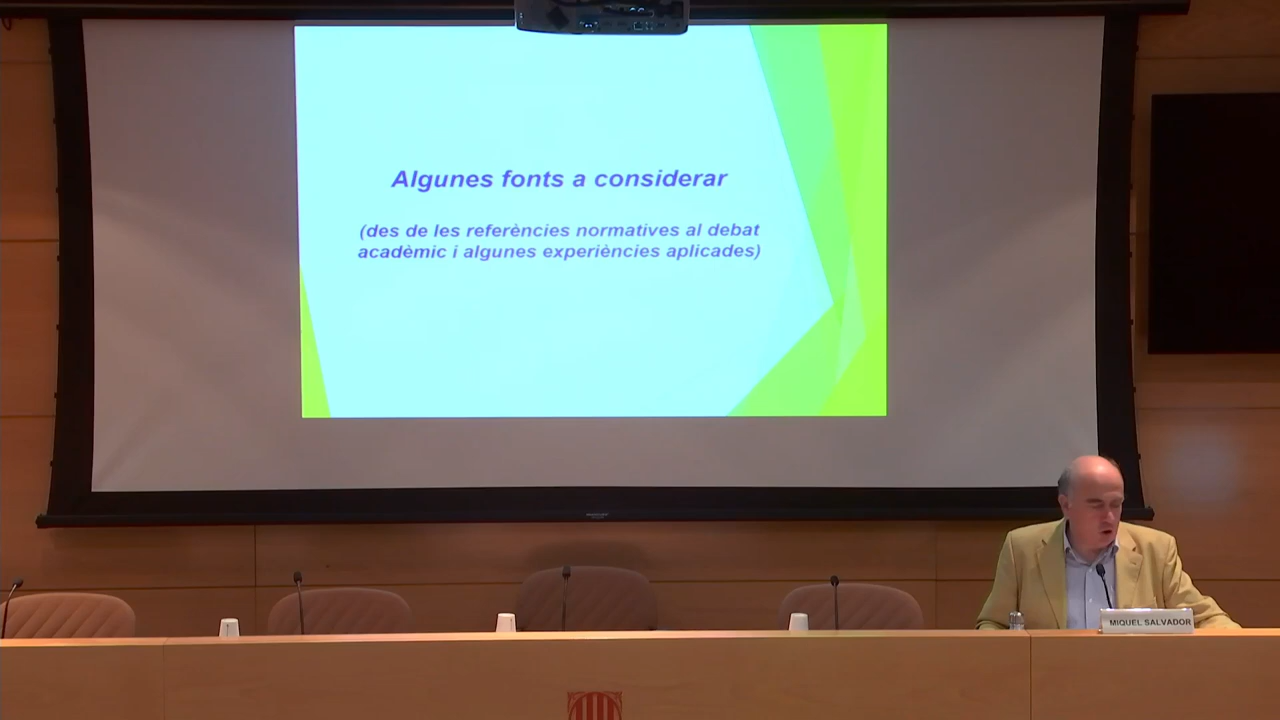 Algunes fonts a considerar
(des de les referències normatives al debat
acadèmic i algunes experiències aplicades)
MIQUEL SALVADOR